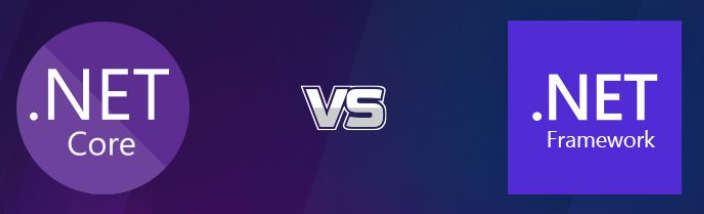 .NET
Core
VS
.NET
Framework